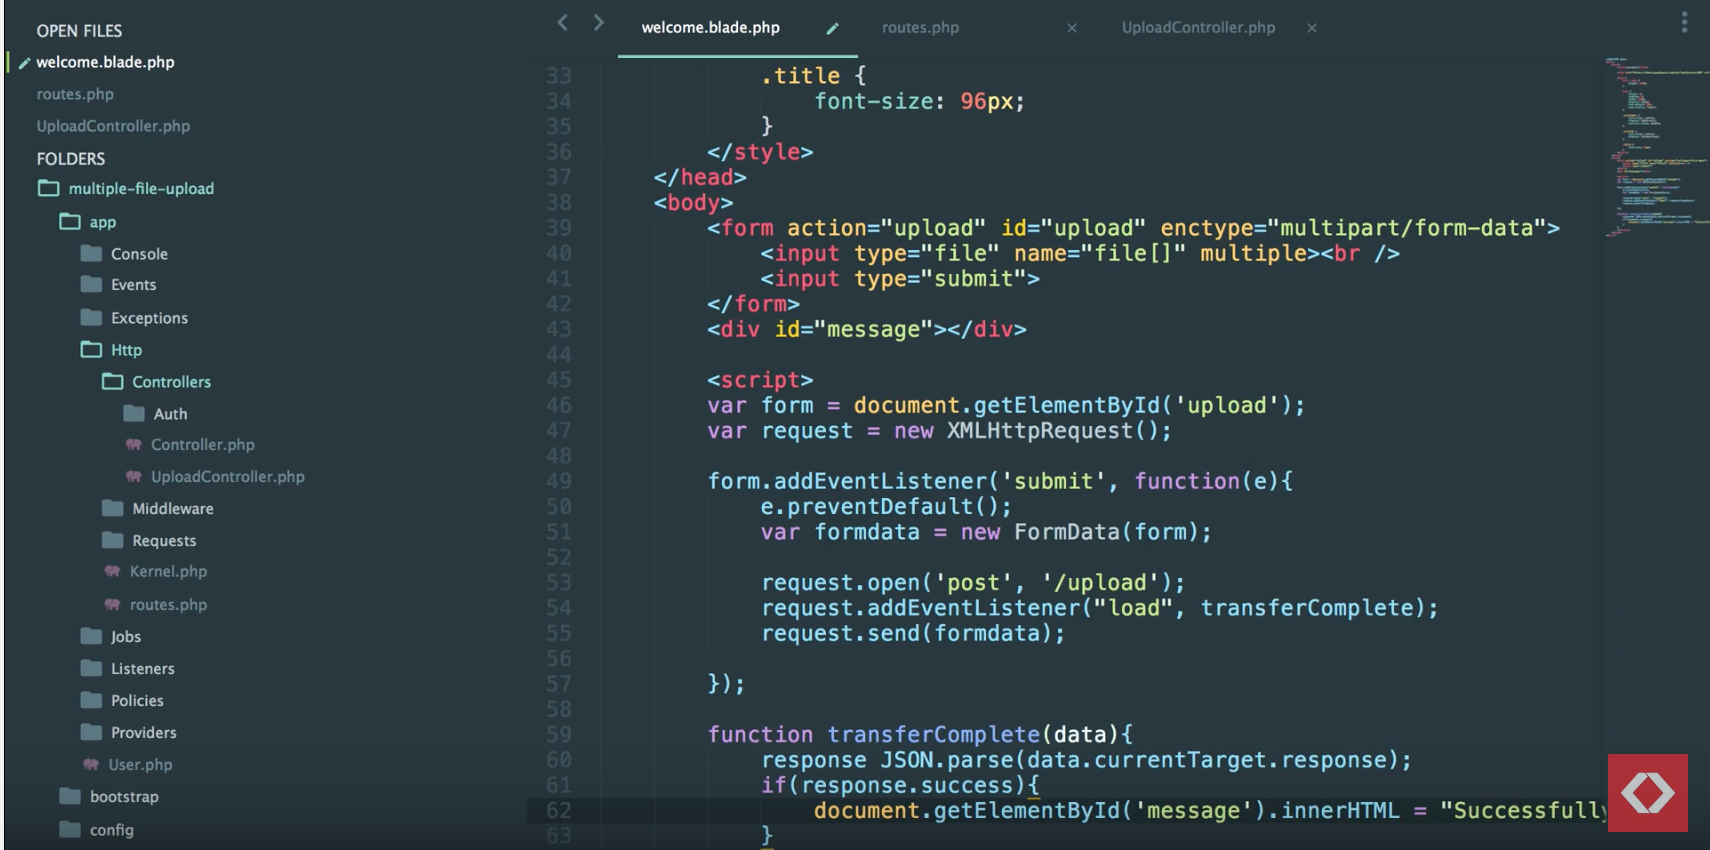 OPEN FILES
welcome.blade.php
routes.php
UploadController.php
FOLDERS
multiple-file-upload
app
Console
Events
Exceptions
Http
Controllers
Auth
Controller.php
UploadController.php
Middleware
Requests
Kernel.php
routes.php
Jobs
Listeners
Policies
Providers
User.php
bootstrap
config
welcome.blade.php
routes.php ×
UploadController.php ×
33 .title {
34 font-size: 96px;
35 }
36 </style>
37 </head>
38 <body>
39 <form action="upload" id="upload" enctype="multipart/form-data">
40 <input type="file" name="file[]" multiple><br />
41 <input type="submit">
42 </form>
43 <div id="message"></div>
44
45 <script>
46 var form = document.getElementById('upload');
47 var request = new XMLHttpRequest();
48
49 form.addEventListener('submit', function(e){
50 e.preventDefault();
51 var formdata = new FormData(form);
52
53 request.open('post', '/upload');
54 request.addEventListener("load", transferComplete);
55 request.send(formdata);
56
57 });
58
59 function transferComplete(data){
60 response JSON.parse(data.currentTarget.response);
61 if(response.success){
62 document.getElementById('message').innerHTML = "Successfully
63 }